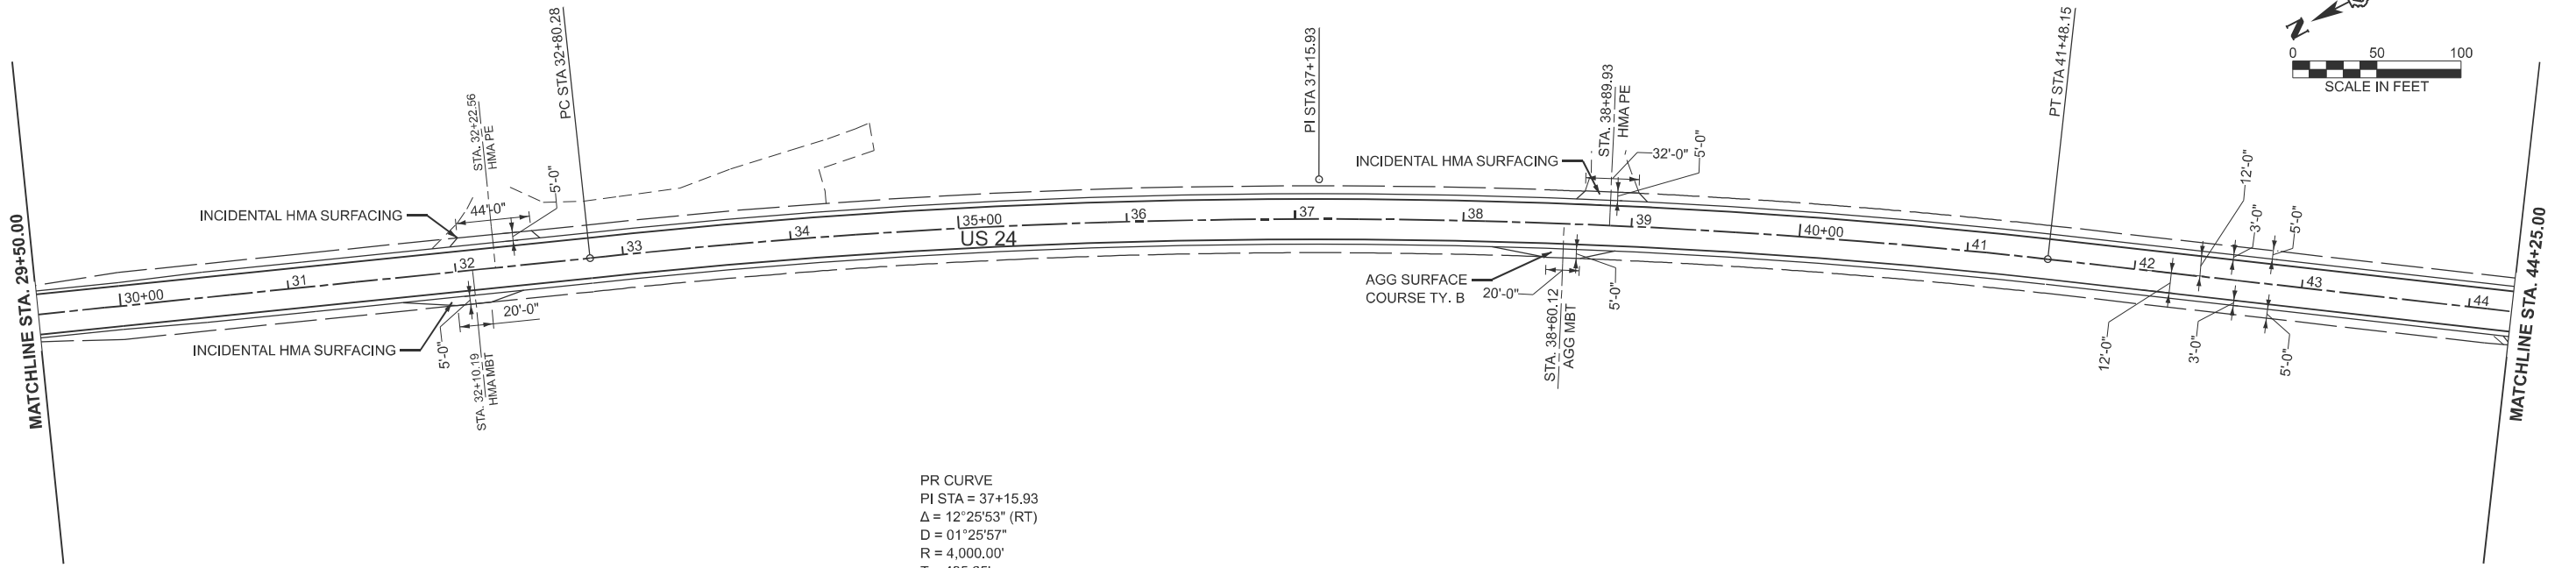 MATCHLINE STA. 29+50.00
INCIDENTAL HMA SURFACING
INCIDENTAL HMA SURFACING
STA. 32+22.56
HMA PE
44'-0"
5'-0"
PC STA 32+80.28
5'-0"
20'-0"
STA. 32+10.19
HMA MBT
30+00
31
32
33
34
35+00
36
37
38
39
40+00
41
42
43
44
US 24
PI STA 37+15.93
INCIDENTAL HMA SURFACING
STA. 38+89.93
HMA PE
32'-0"
5'-0"
AGG SURFACE
COURSE TY. B
20'-0"
5'-0"
STA. 38+60.12
AGG MBT
PT STA 41+48.15
12'-0"
3'-0"
5'-0"
12'-0"
3'-0"
5'-0"
N
0 50 100
SCALE IN FEET
MATCHLINE STA. 44+25.00
PR CURVE
PI STA = 37+15.93
Δ = 12°25'53" (RT)
D = 01°25'57"
R = 4,000.00'